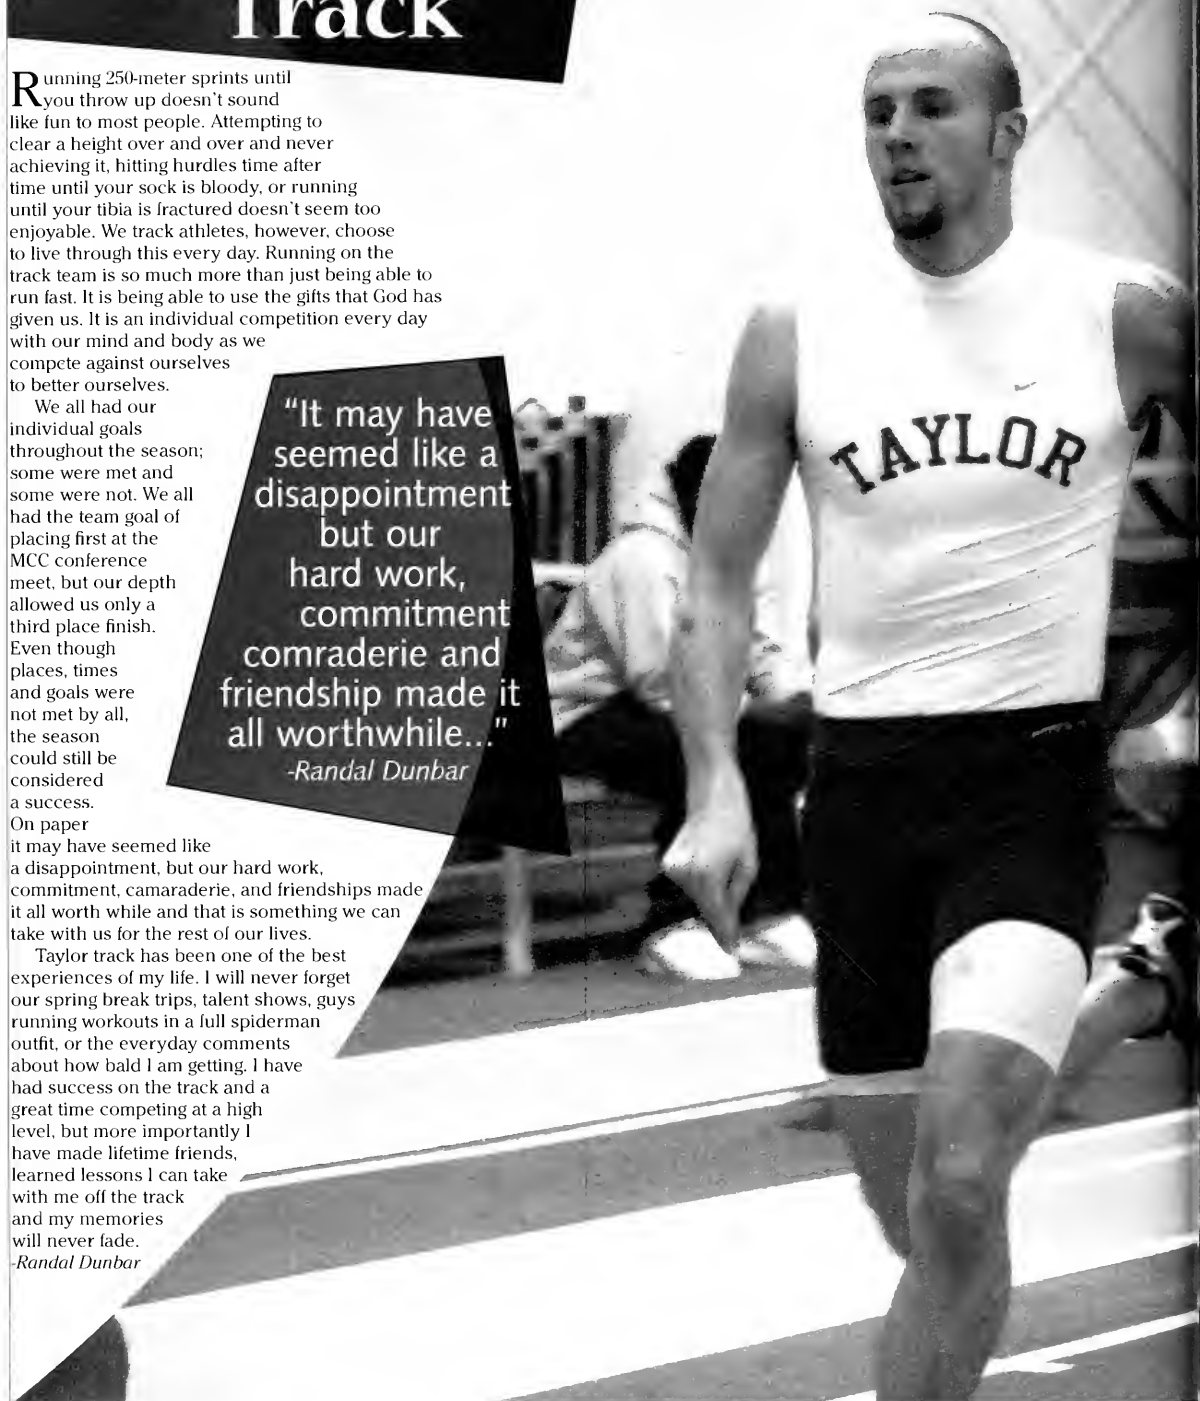 Track
Running 250-meter sprints until
you throw up doesn't sound
like fun to most people. Attempting to
clear a height over and over and never
achieving it, hitting hurdles time after
time until your sock is bloody, or running
until your tibia is fractured doesn't seem too
enjoyable. We track athletes, however, choose
to live through this every day. Running on the
track team is so much more than just being able to
run fast. It is being able to use the gifts that God has
given us. It is an individual competition every day
with our mind and body as we
compete against ourselves
to better ourselves.
We all had our
individual goals
throughout the season;
some were met and
some were not. We all
had the team goal of
placing first at the
MCC conference
meet, but our depth
allowed us only a
third place finish.
Even though
places, times
and goals were
not met by all,
the season
could still be
considered
a success.
On paper
it may have seemed like
a disappointment, but our hard work,
commitment, camaraderie, and friendships made
it all worth while and that is something we can
take with us for the rest of our lives.
Taylor track has been one of the best
experiences of my life. I will never forget
our spring break trips, talent shows, guys
running workouts in a full spiderman
outfit, or the everyday comments
about how bald I am getting. I have
had success on the track and a
great time competing at a high
level, but more importantly I
have made lifetime friends,
learned lessons I can take
with me off the track
and my memories
will never fade.
-Randal Dunbar
"It may have
seemed like a
disappointment
but our
hard work,
commitment
comraderie and
friendship made it
all worthwhile..."
-Randal Dunbar
TAYLOR